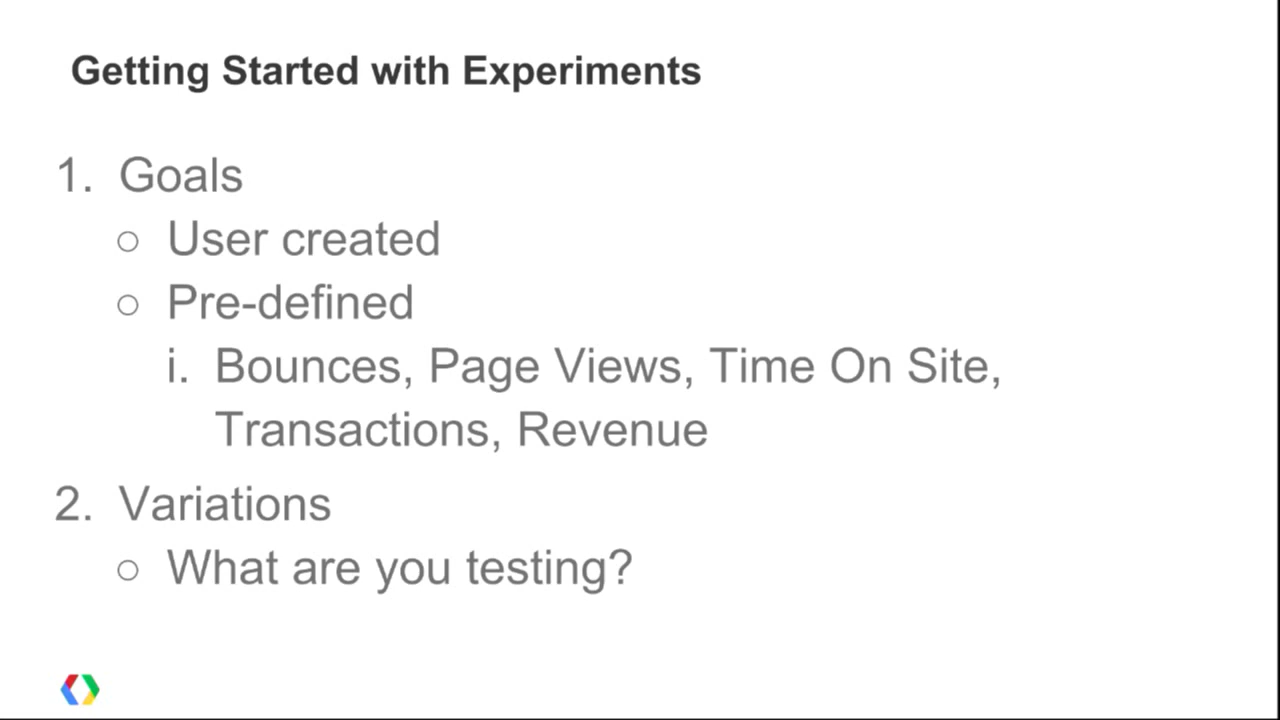 Getting Started with Experiments
1. Goals
○ User created
○ Pre-defined
i. Bounces, Page Views, Time On Site,
Transactions, Revenue
2. Variations
○ What are you testing?